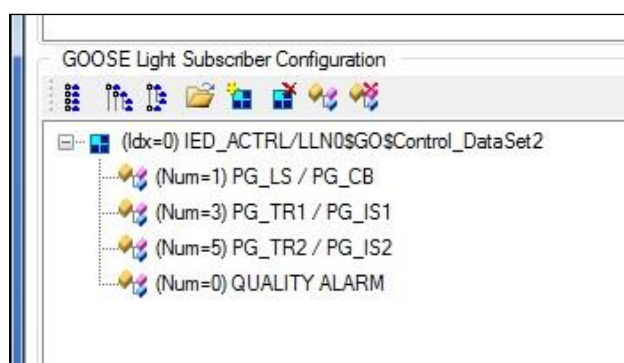 GOOSE Light Subscriber Configuration
(Idx=0) IED_ACTRL/LLN0$GO$Control_DataSet2
(Num=1) PG_LS / PG_CB
(Num=3) PG_TR1 / PG_IS1
(Num=5) PG_TR2 / PG_IS2
(Num=0) QUALITY ALARM